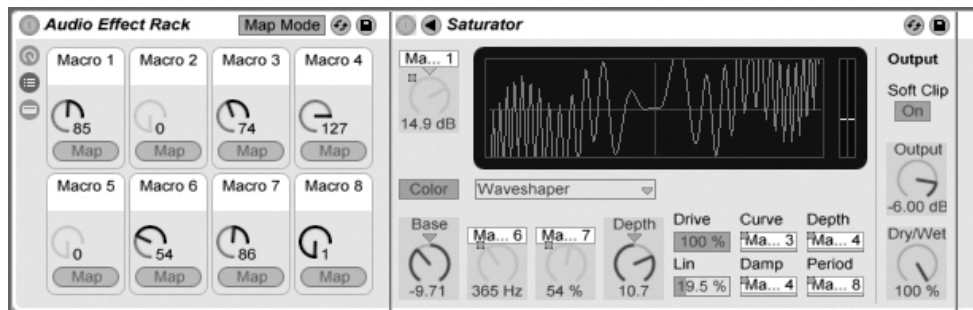 Audio Effect Rack Map Mode
Macro 1 Macro 2 Macro 3 Macro 4
85 0 74 127
Map Map Map Map
Macro 5 Macro 6 Macro 7 Macro 8
0 54 86 1
Map Map Map Map
Saturator
Ma... 1
14.9 dB
Color Waveshaper
Base Ma... 6 Ma... 7 Depth
-9.71 365 Hz 54 % 10.7
Drive Curve Depth
100 % Ma... 3 Ma... 4
Lin Damp Period
19.5 % Ma... 4 Ma... 8
Output
Soft Clip
On
Output
-6.00 dB
Dry/Wet
100 %